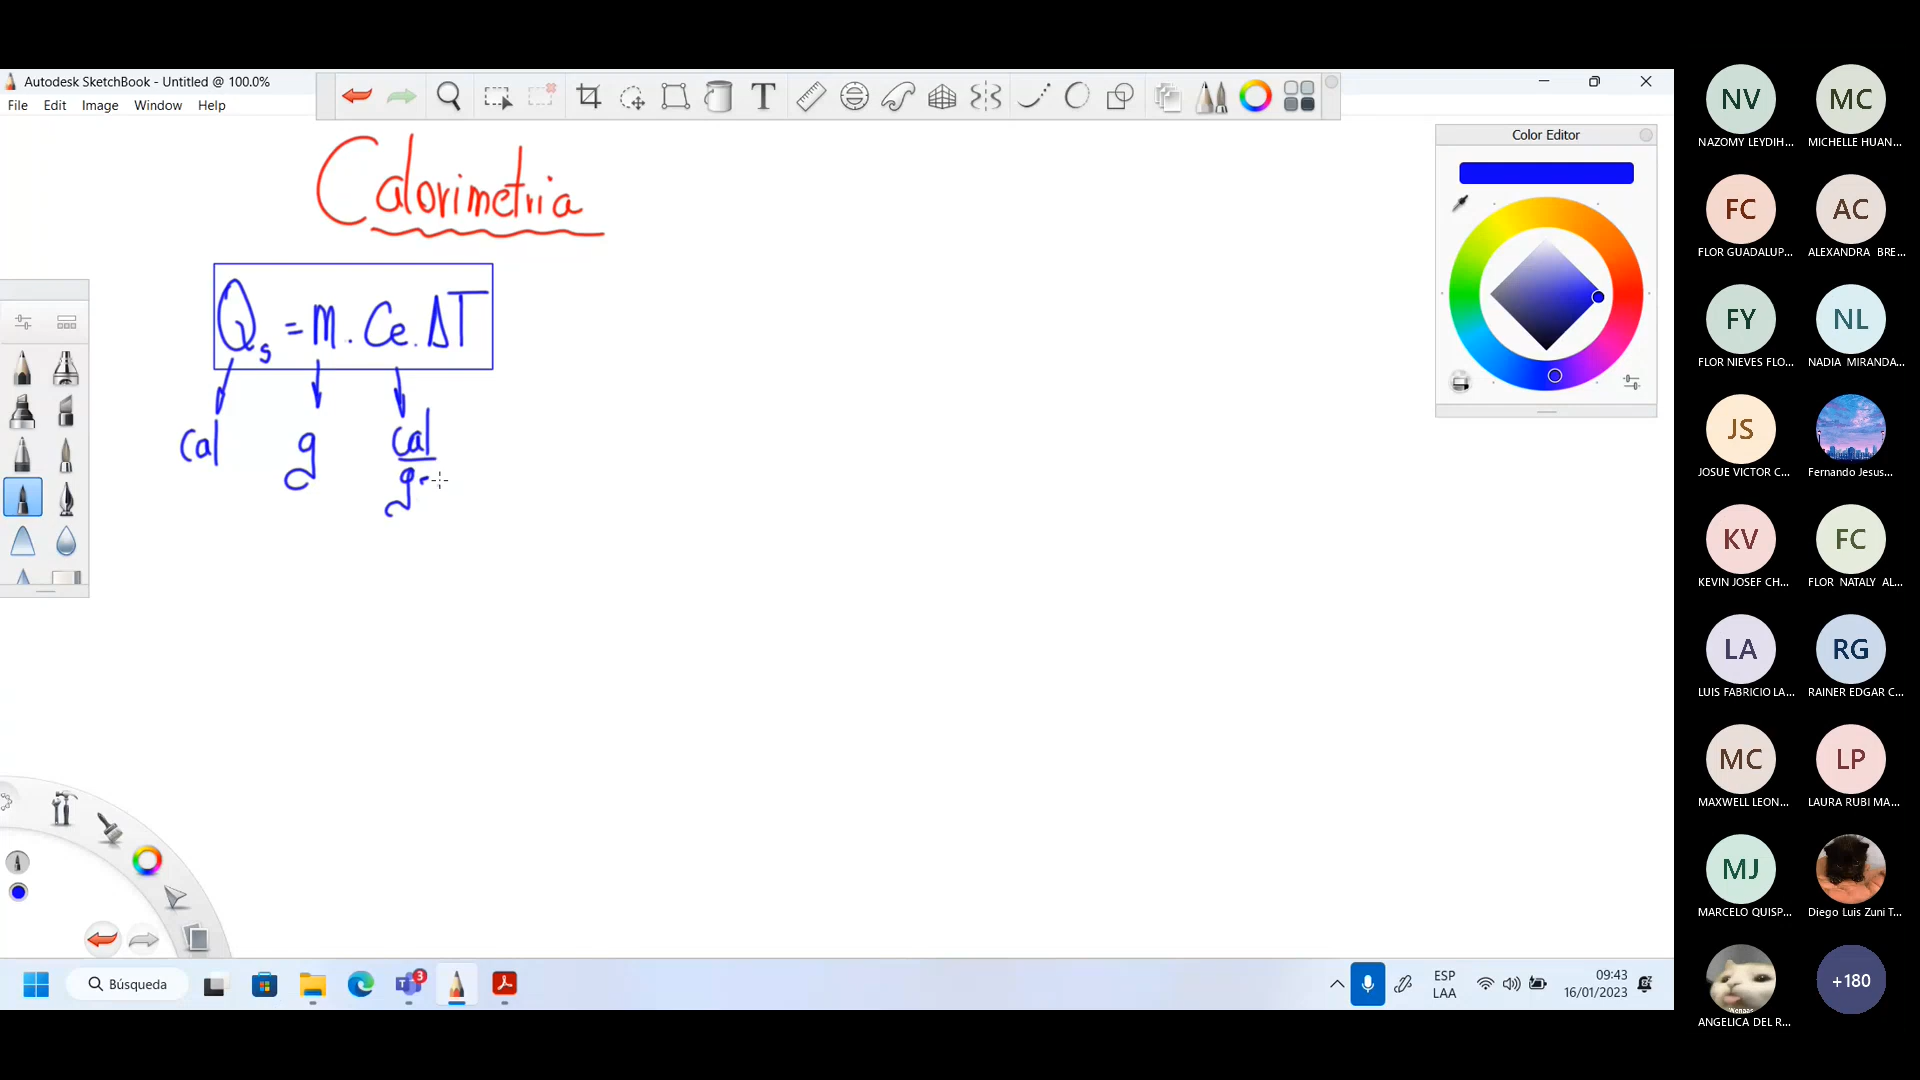 Autodesk SketchBook - Untitled @ 100.0%
File Edit Image Window Help
T
Color Editor
Calorimetria
Qs = m . Ce . ΔT
cal g cal
g-
NV MC
NAZOMY LEYDIH... MICHELLE HUAN...
FC AC
FLOR GUADALUP... ALEXANDRA BRE...
FY NL
FLOR NIEVES FLO... NADIA MIRANDA...
JS
JOSUE VICTOR C... Fernando Jesus...
KV FC
KEVIN JOSEF CH... FLOR NATALY AL...
LA RG
LUIS FABRICIO LA... RAINER EDGAR C...
MC LP
MAXWELL LEON... LAURA RUBI MA...
MJ
MARCELO QUISP... Diego Luis Zuni T...
+180
ANGELICA DEL R...
Búsqueda
3
ESP
LAA
09:43
16/01/2023